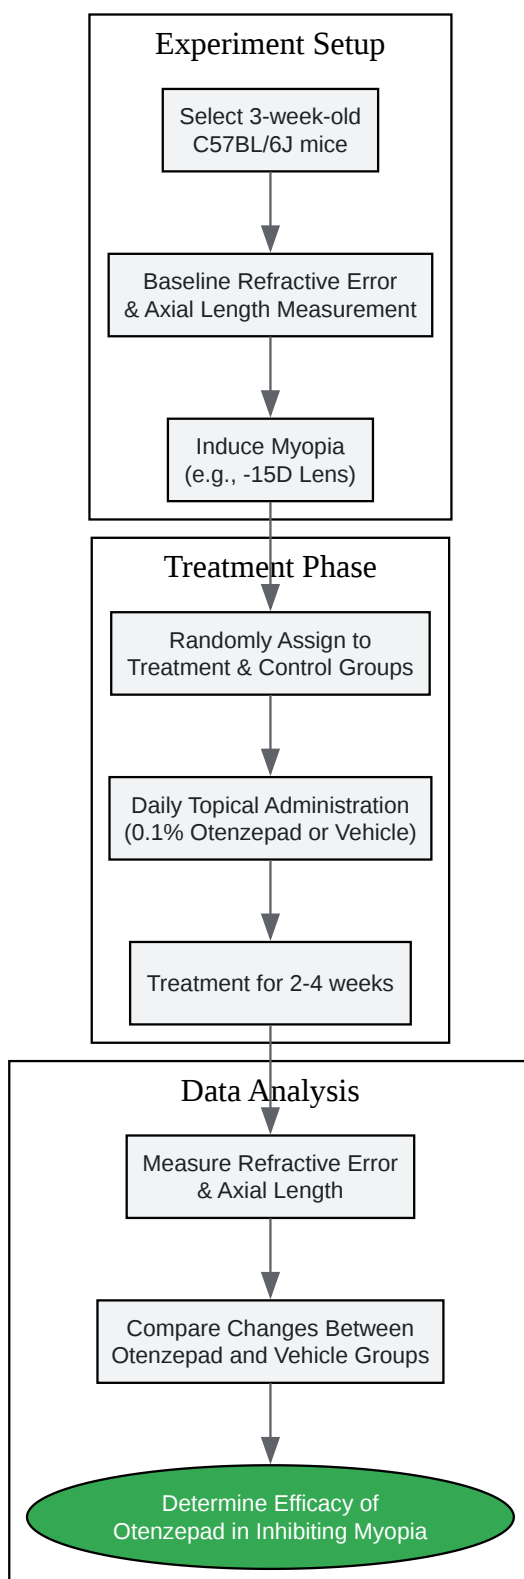 Experiment Setup
Select 3-week-old
C57BL/6J mice
Baseline Refractive Error
& Axial Length Measurement
Induce Myopia
(e.g., -15D Lens)
Treatment Phase
Randomly Assign to
Treatment & Control Groups
Daily Topical Administration
(0.1% Otenzepad or Vehicle)
Treatment for 2-4 weeks
Data Analysis
Measure Refractive Error
& Axial Length
Compare Changes Between
Otenzepad and Vehicle Groups
Determine Efficacy of
Otenzepad in Inhibiting Myopia